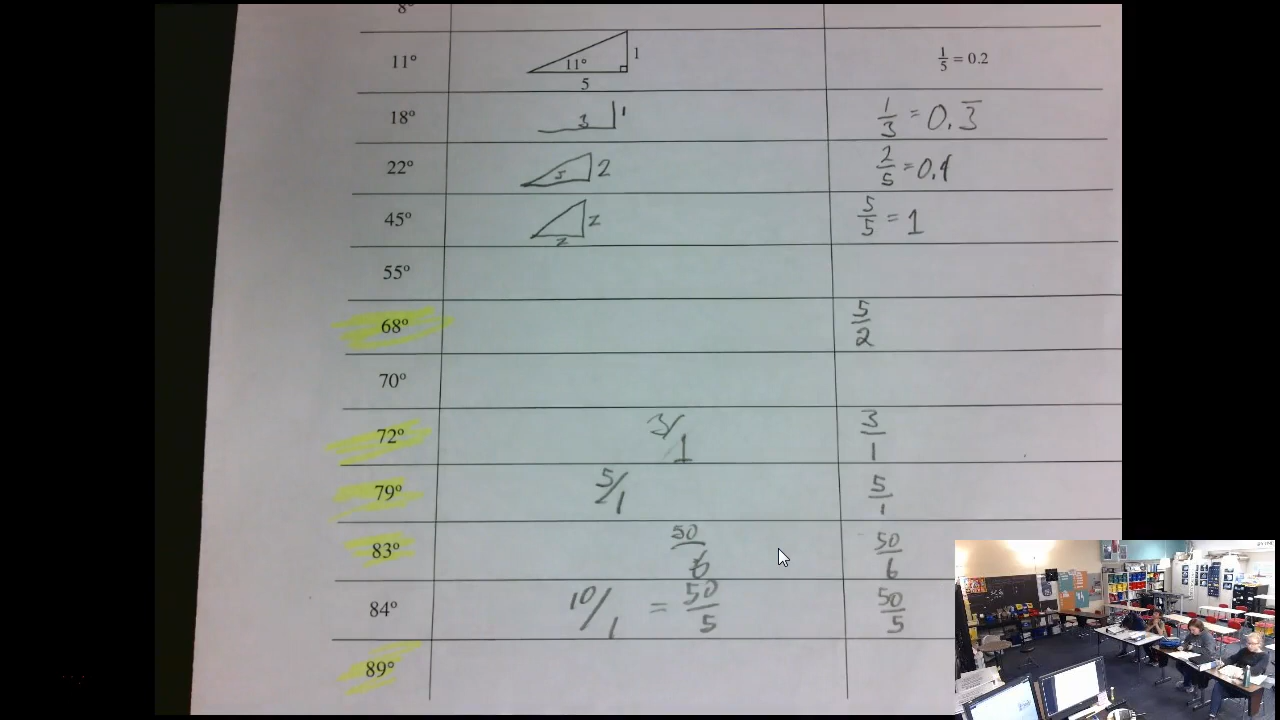 8°
11° 11° 1 5 1/5 = 0.2
18° 3 1 1/3 = 0.3̅
22° 5 2 2/5 = 0.4
45° 2 2 5/5 = 1
55°
68° 5/2
70°
72° 3/1 3/1
79° 5/1 5/1
83° 50/6 50/6
84° 10/1 = 50/5 50/5
89°